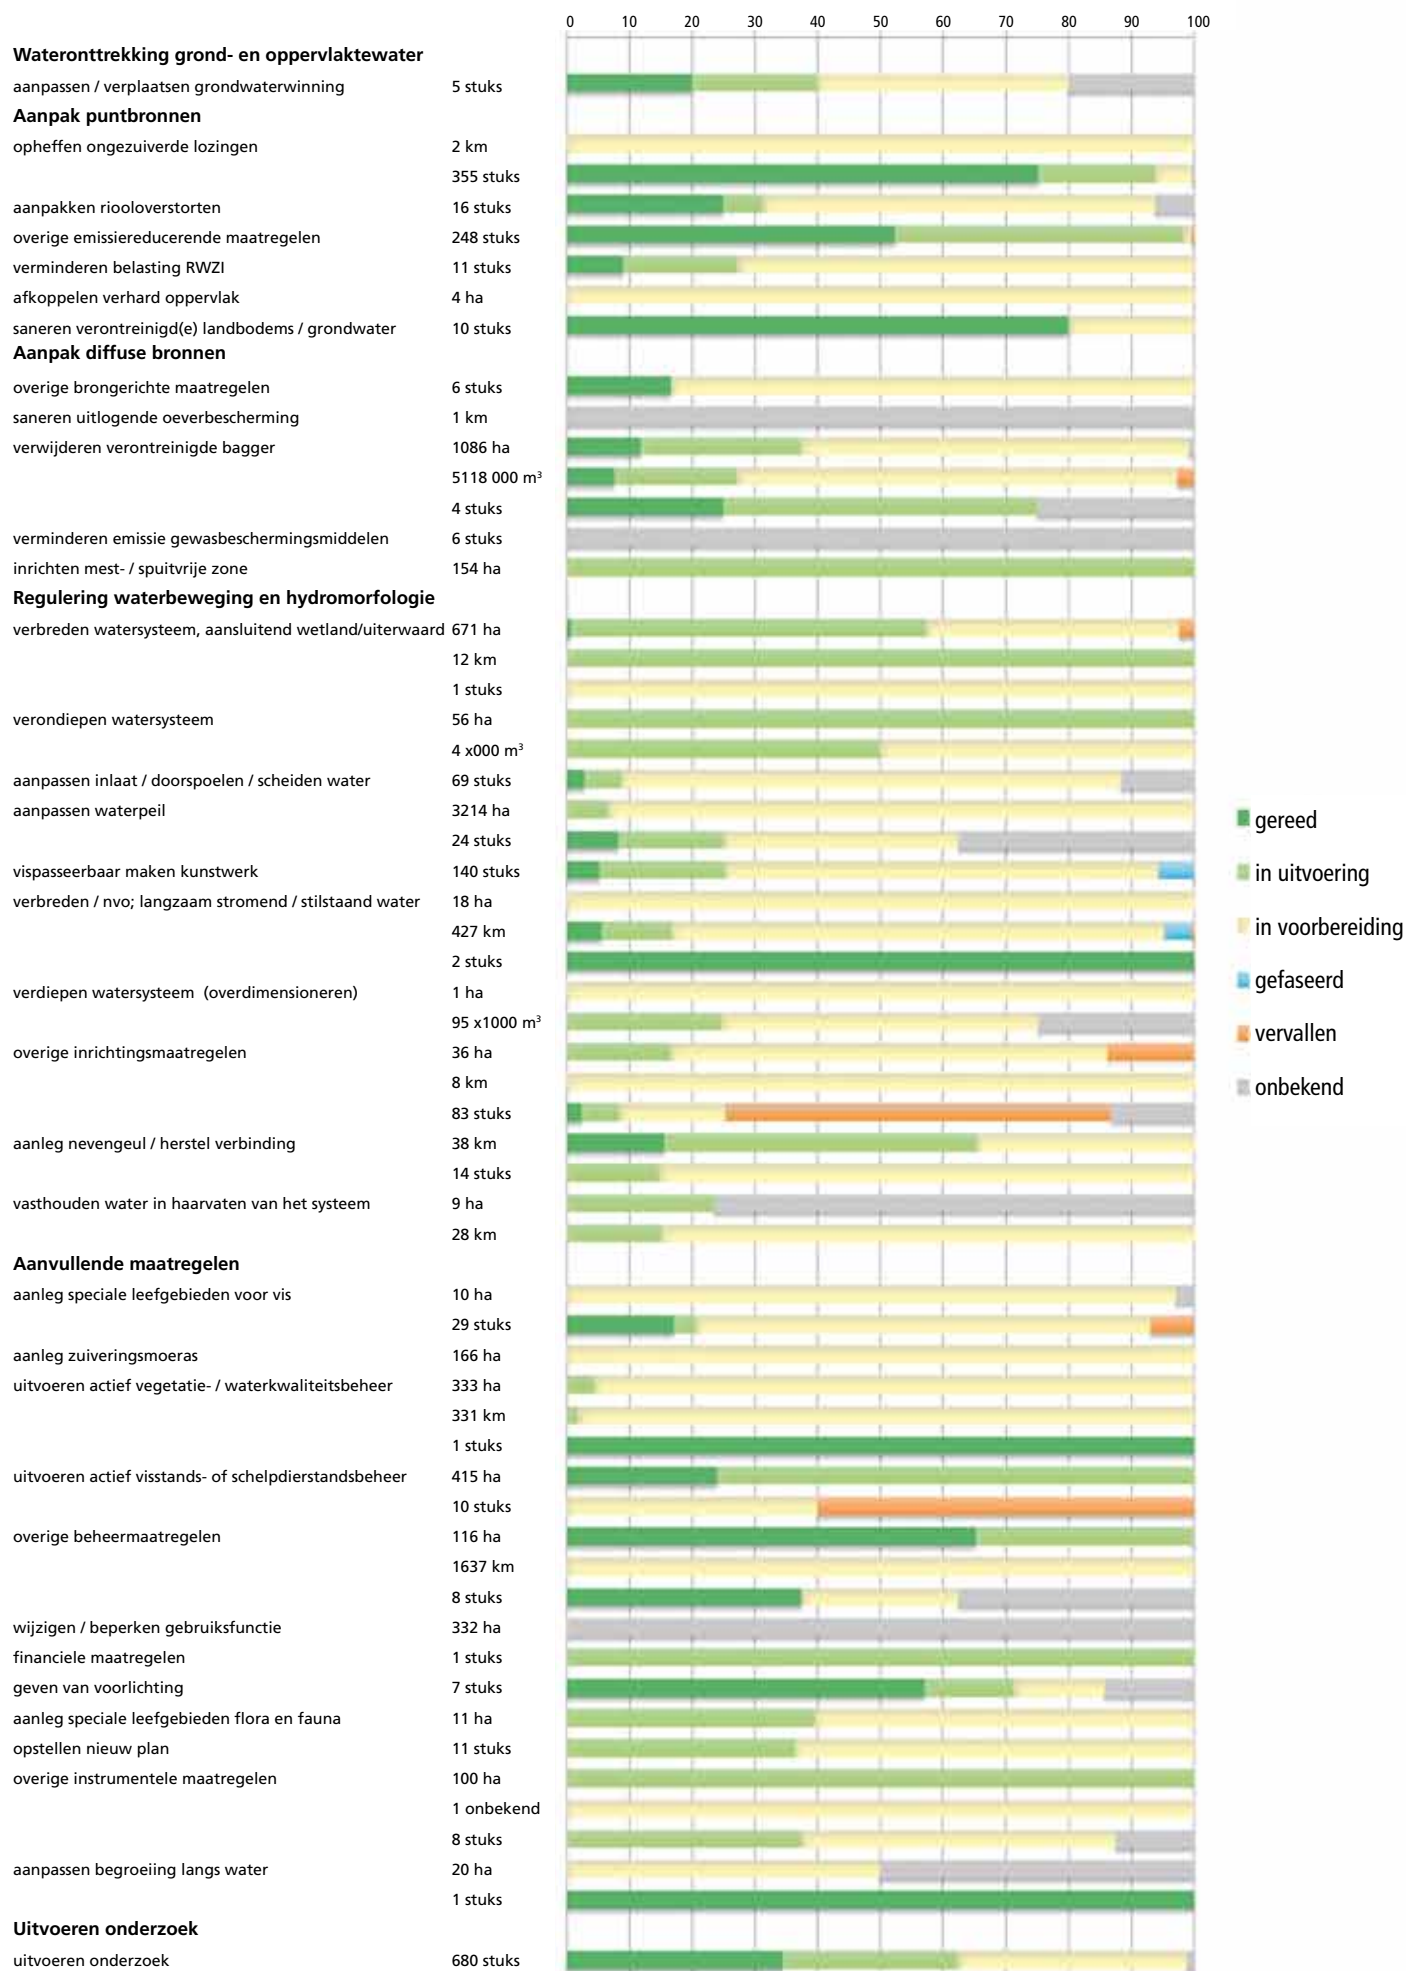 0 10 20 30 40 50 60 70 80 90 100
Wateronttrekking grond- en oppervlaktewater
aanpassen / verplaatsen grondwaterwinning 5 stuks
Aanpak puntbronnen
opheffen ongezuiverde lozingen 2 km
355 stuks
aanpakken riooloverstorten 16 stuks
overige emissiereducerende maatregelen 248 stuks
verminderen belasting RWZI 11 stuks
afkoppelen verhard oppervlak 4 ha
saneren verontreinigd(e) landbodems / grondwater 10 stuks
Aanpak diffuse bronnen
overige brongerichte maatregelen 6 stuks
saneren uitlogende oeverbescherming 1 km
verwijderen verontreinigde bagger 1086 ha
5118 000 m³
4 stuks
verminderen emissie gewasbeschermingsmiddelen 6 stuks
inrichten mest- / spuitvrije zone 154 ha
Regulering waterbeweging en hydromorfologie
verbreden watersysteem, aansluitend wetland/uiterwaard 671 ha
12 km
1 stuks
verondiepen watersysteem 56 ha
4 x000 m³
aanpassen inlaat / doorspoelen / scheiden water 69 stuks
aanpassen waterpeil 3214 ha
24 stuks
vispasseerbaar maken kunstwerk 140 stuks
verbreden / nvo; langzaam stromend / stilstaand water 18 ha
427 km
2 stuks
verdiepen watersysteem (overdimensioneren) 1 ha
95 x1000 m³
overige inrichtingsmaatregelen 36 ha
8 km
83 stuks
aanleg nevengeul / herstel verbinding 38 km
14 stuks
vasthouden water in haarvaten van het systeem 9 ha
28 km
Aanvullende maatregelen
aanleg speciale leefgebieden voor vis 10 ha
29 stuks
aanleg zuiveringsmoeras 166 ha
uitvoeren actief vegetatie- / waterkwaliteitsbeheer 333 ha
331 km
1 stuks
uitvoeren actief visstands- of schelpdierstandsbeheer 415 ha
10 stuks
overige beheermaatregelen 116 ha
1637 km
8 stuks
wijzigen / beperken gebruiksfunctie 332 ha
financiele maatregelen 1 stuks
geven van voorlichting 7 stuks
aanleg speciale leefgebieden flora en fauna 11 ha
opstellen nieuw plan 11 stuks
overige instrumentele maatregelen 100 ha
1 onbekend
8 stuks
aanpassen begroeiing langs water 20 ha
1 stuks
Uitvoeren onderzoek
uitvoeren onderzoek 680 stuks
gereed
in uitvoering
in voorbereiding
gefaseerd
vervallen
onbekend